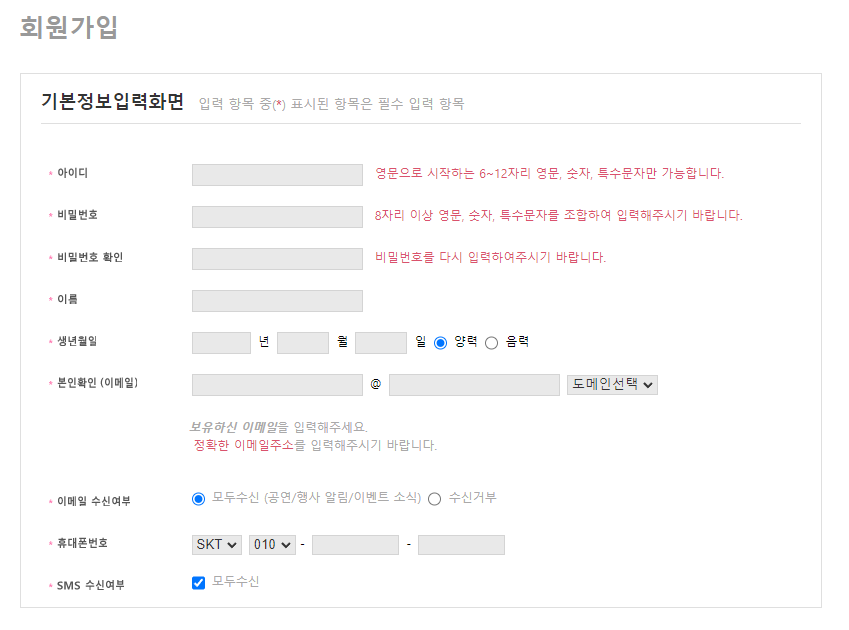 회원가입
기본정보입력화면 입력 항목 중(*) 표시된 항목은 필수 입력 항목
* 아이디 영문으로 시작하는 6~12자리 영문, 숫자, 특수문자만 가능합니다.
* 비밀번호 8자리 이상 영문, 숫자, 특수문자를 조합하여 입력해주시기 바랍니다.
* 비밀번호 확인 비밀번호를 다시 입력하여주시기 바랍니다.
* 이름
* 생년월일 년 월 일 양력 음력
* 본인확인 (이메일) @ 도메인선택
보유하신 이메일을 입력해주세요.
정확한 이메일주소를 입력해주시기 바랍니다.
* 이메일 수신여부 모두수신 (공연/행사 알림/이벤트 소식) 수신거부
* 휴대폰번호 SKT 010 - -
* SMS 수신여부 모두수신